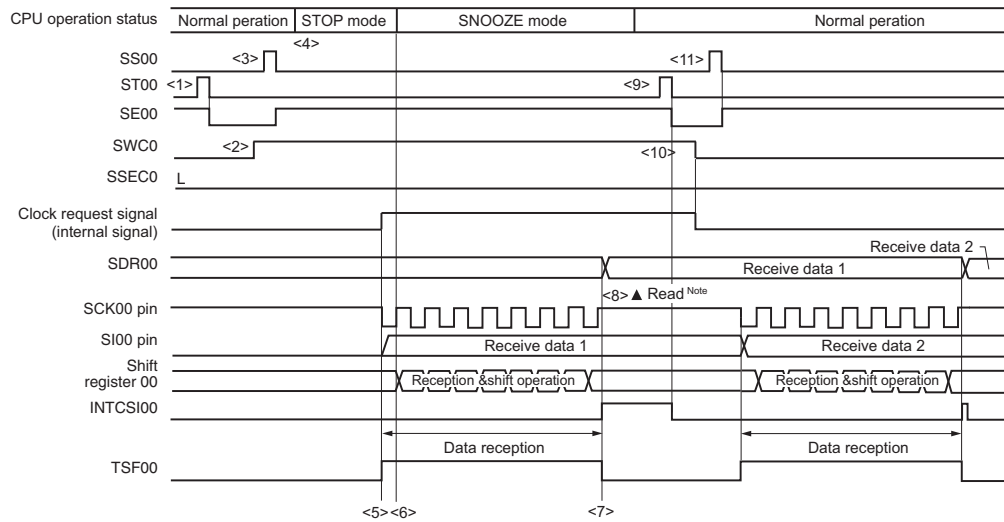 CPU operation status Normal peration STOP mode SNOOZE mode Normal peration
<4>
SS00 <3> <11>
ST00 <1> <9>
SE00
SWC0 <2> <10>
SSEC0 L
Clock request signal
(internal signal)
Receive data 2
SDR00 Receive data 1
<8> ▲ Read Note
SCK00 pin
SI00 pin Receive data 1 Receive data 2
Shift
register 00 Reception &shift operation Reception &shift operation
INTCSI00
Data reception Data reception
TSF00
<5> <6> <7>